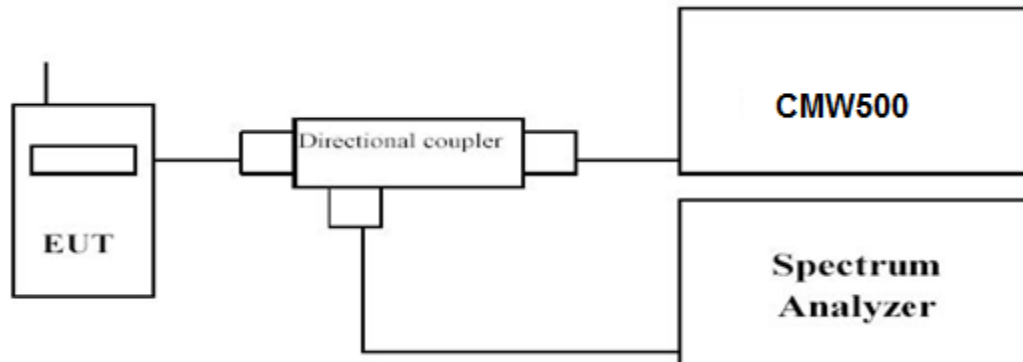 CMW500
Directional coupler
EUT
Spectrum
Analyzer